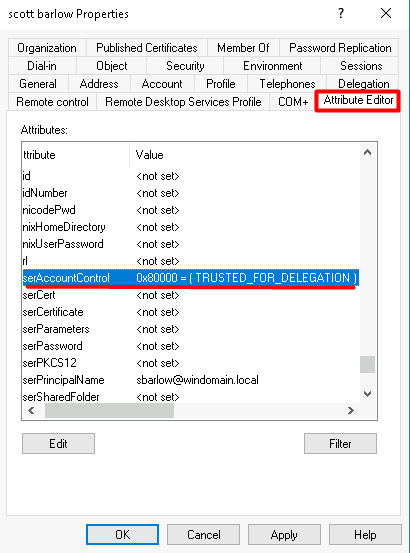 scott barlow Properties
Organization Published Certificates Member Of Password Replication
Dial-in Object Security Environment Sessions
General Address Account Profile Telephones Delegation
Remote control Remote Desktop Services Profile COM+ Attribute Editor
Attributes:
ttribute Value
id <not set>
idNumber <not set>
nicodePwd <not set>
nixHomeDirectory <not set>
nixUserPassword <not set>
rl <not set>
serAccountControl 0x80000 = ( TRUSTED_FOR_DELEGATION )
serCert <not set>
serCertificate <not set>
serParameters <not set>
serPassword <not set>
serPKCS12 <not set>
serPrincipalName sbarlow@windomain.local
serSharedFolder <not set>
Edit Filter
OK Cancel Apply Help